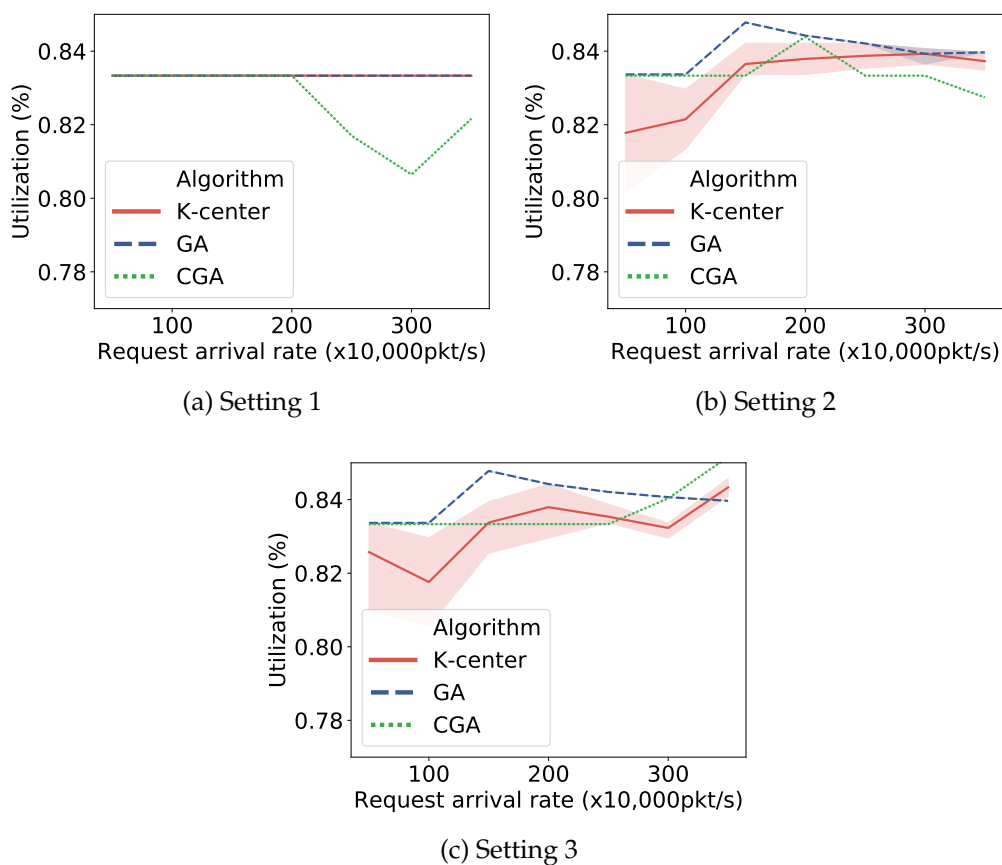 0.84
0.82
0.80
0.78
Utilization (%)
Algorithm
K-center
GA
CGA
100
200
300
Request arrival rate (x10,000pkt/s)
(a) Setting 1
0.84
0.82
0.80
0.78
Utilization (%)
Algorithm
K-center
GA
CGA
100
200
300
Request arrival rate (x10,000pkt/s)
(b) Setting 2
0.84
0.82
0.80
0.78
Utilization (%)
Algorithm
K-center
GA
CGA
100
200
300
Request arrival rate (x10,000pkt/s)
(c) Setting 3